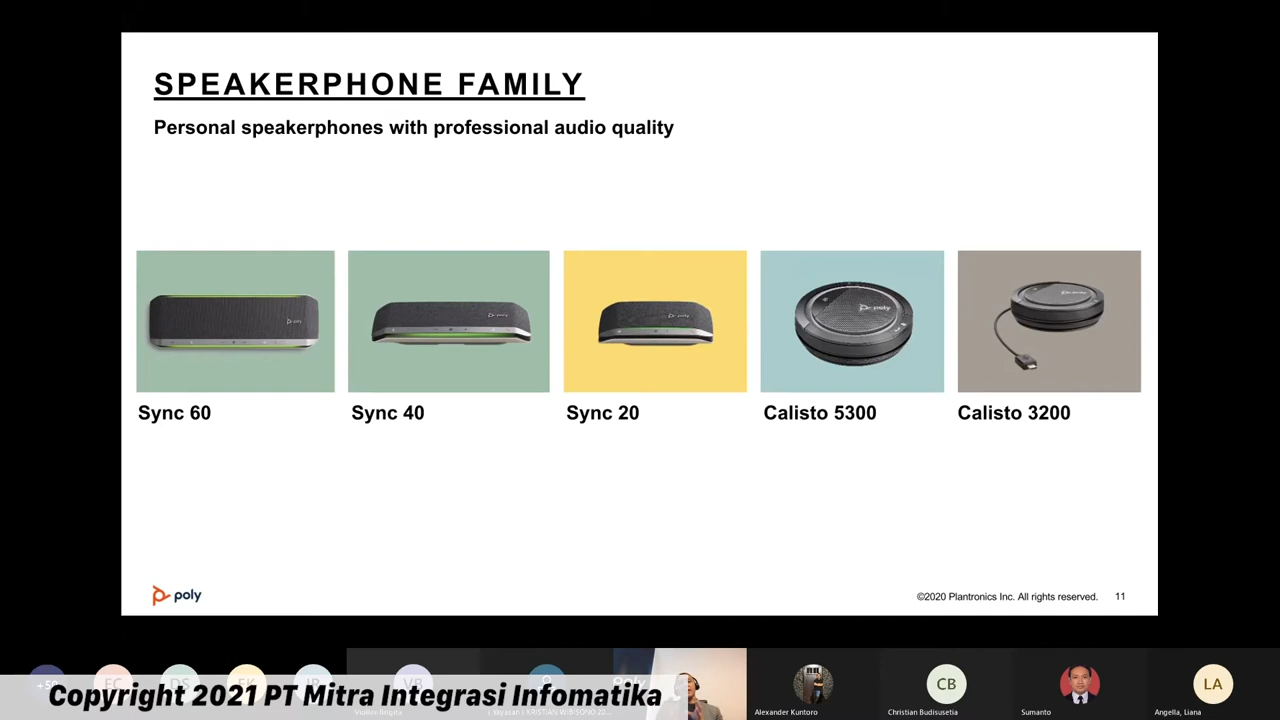 SPEAKERPHONE FAMILY
Personal speakerphones with professional audio quality
Sync 60
Sync 40
Sync 20
Calisto 5300
Calisto 3200
poly
©2020 Plantronics Inc. All rights reserved. 11
Copyright 2021 PT Mitra Integrasi Infomatika
CB
LA
Alexander Kuntoro
Christian Budisusetia
Sumanto
Angella, Liana